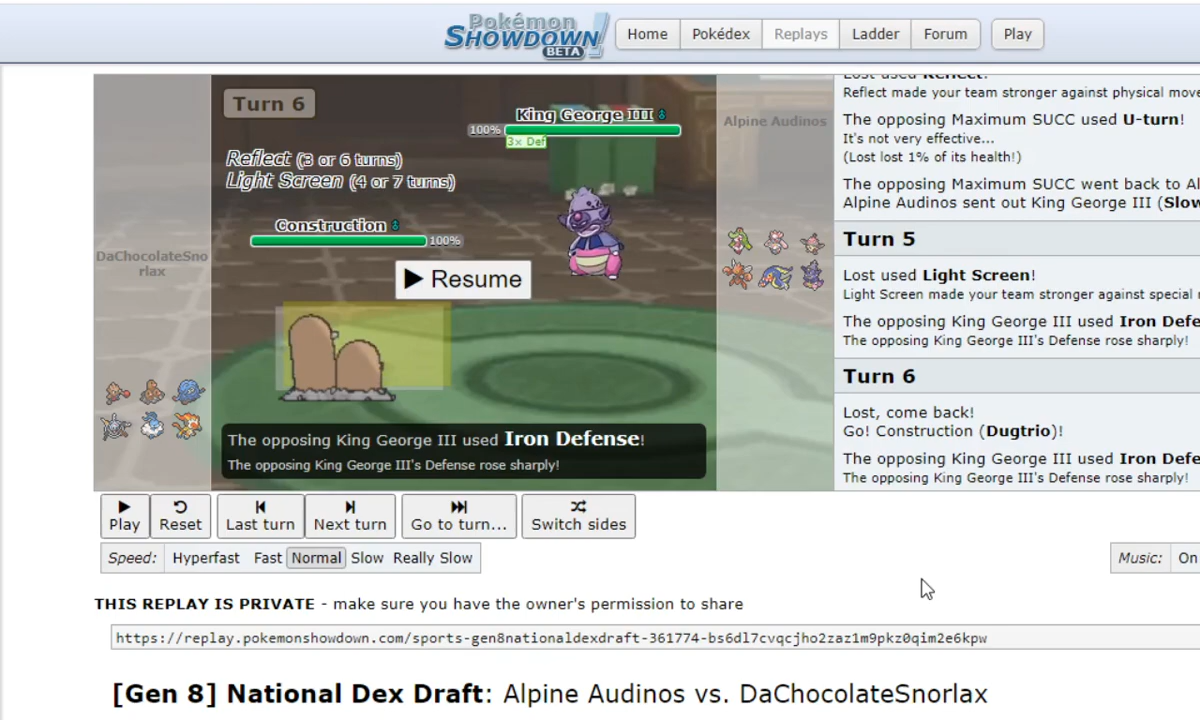 Pokémon
SHOWDOWN!
BETA
Home
Pokédex
Replays
Ladder
Forum
Play
Turn 6
King George III
100%
3x Def
Reflect (3 or 6 turns)
Light Screen (4 or 7 turns)
Construction
100%
DaChocolateSno
rlax
Alpine Audinos
Resume
The opposing King George III used Iron Defense!
The opposing King George III's Defense rose sharply!
Lost used Reflect!
Reflect made your team stronger against physical move
The opposing Maximum SUCC used U-turn!
It's not very effective...
(Lost lost 1% of its health!)
The opposing Maximum SUCC went back to Al
Alpine Audinos sent out King George III (Slow
Turn 5
Lost used Light Screen!
Light Screen made your team stronger against special
The opposing King George III used Iron Defe
The opposing King George III's Defense rose sharply!
Turn 6
Lost, come back!
Go! Construction (Dugtrio)!
The opposing King George III used Iron Defe
The opposing King George III's Defense rose sharply!
Play
Reset
Last turn
Next turn
Go to turn...
Switch sides
Speed: Hyperfast Fast Normal Slow Really Slow
Music: On
THIS REPLAY IS PRIVATE - make sure you have the owner's permission to share
https://replay.pokemonshowdown.com/sports-gen8nationaldexdraft-361774-bs6dl7cvqcjho2zaz1m9pkz0qim2e6kpw
[Gen 8] National Dex Draft: Alpine Audinos vs. DaChocolateSnorlax